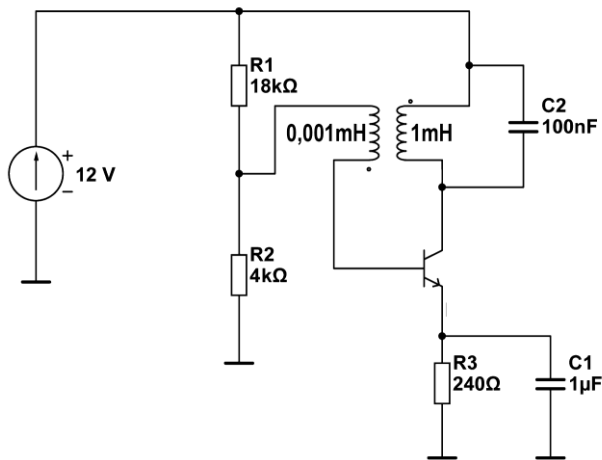 R1
18kΩ
0,001mH
1mH
C2
100nF
+
12 V
−
R2
4kΩ
R3
240Ω
C1
1µF